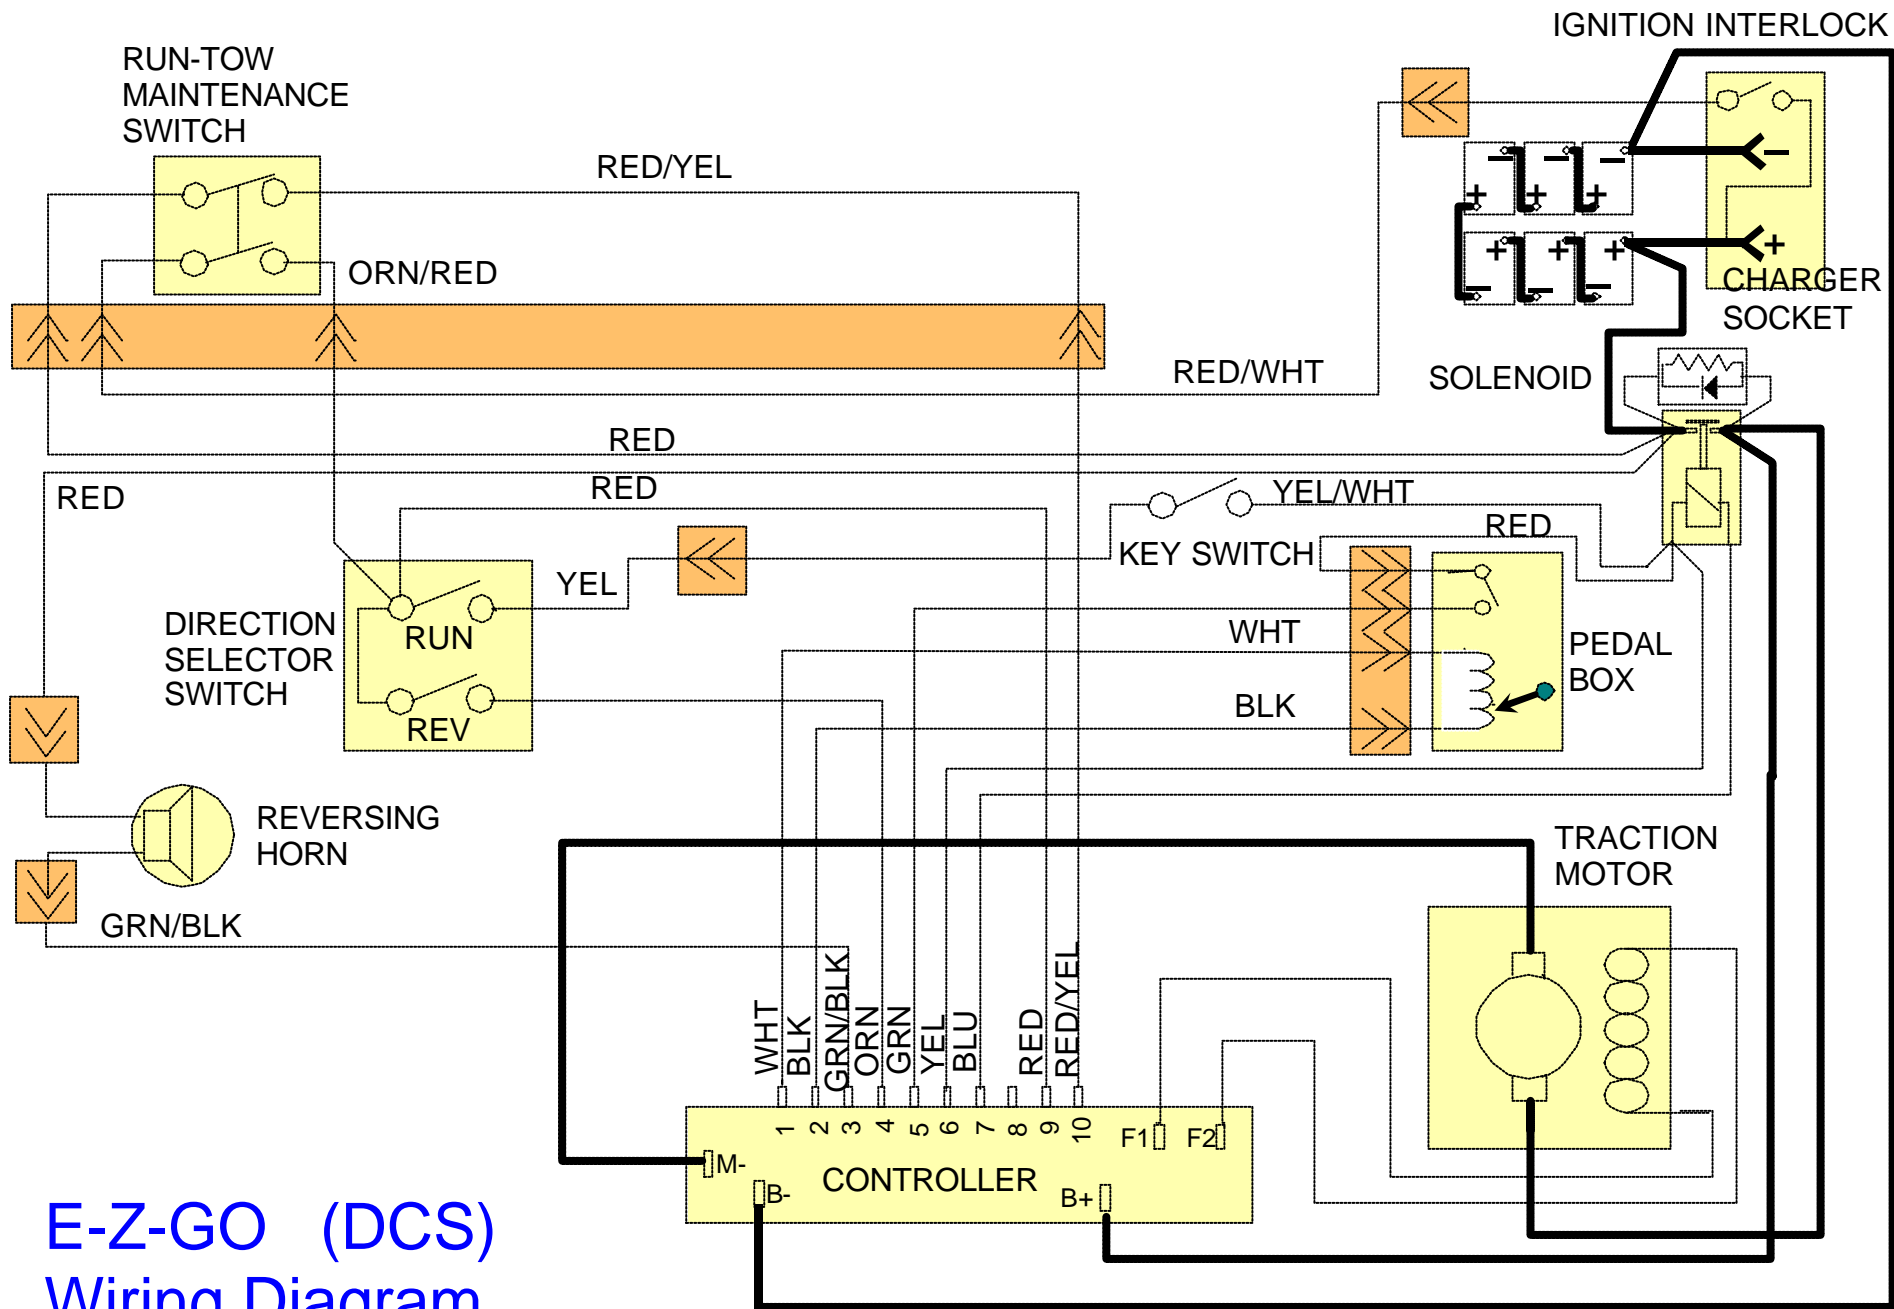 IGNITION INTERLOCK
RUN-TOW
MAINTENANCE
SWITCH
RED/YEL
ORN/RED
- - -
+ + +
+ + +
- - -
-
+
CHARGER
SOCKET
RED/WHT
SOLENOID
RED
RED
RED
YEL/WHT
RED
KEY SWITCH
YEL
DIRECTION
SELECTOR
SWITCH
RUN
REV
WHT
BLK
PEDAL
BOX
REVERSING
HORN
GRN/BLK
TRACTION
MOTOR
WHT
BLK
GRN/BLK
ORN
GRN
YEL
BLU
RED
RED/YEL
1 2 3 4 5 6 7 8 9 10
F1 F2
M-
B-
CONTROLLER
B+
E-Z-GO (DCS)
Wiring Diagram